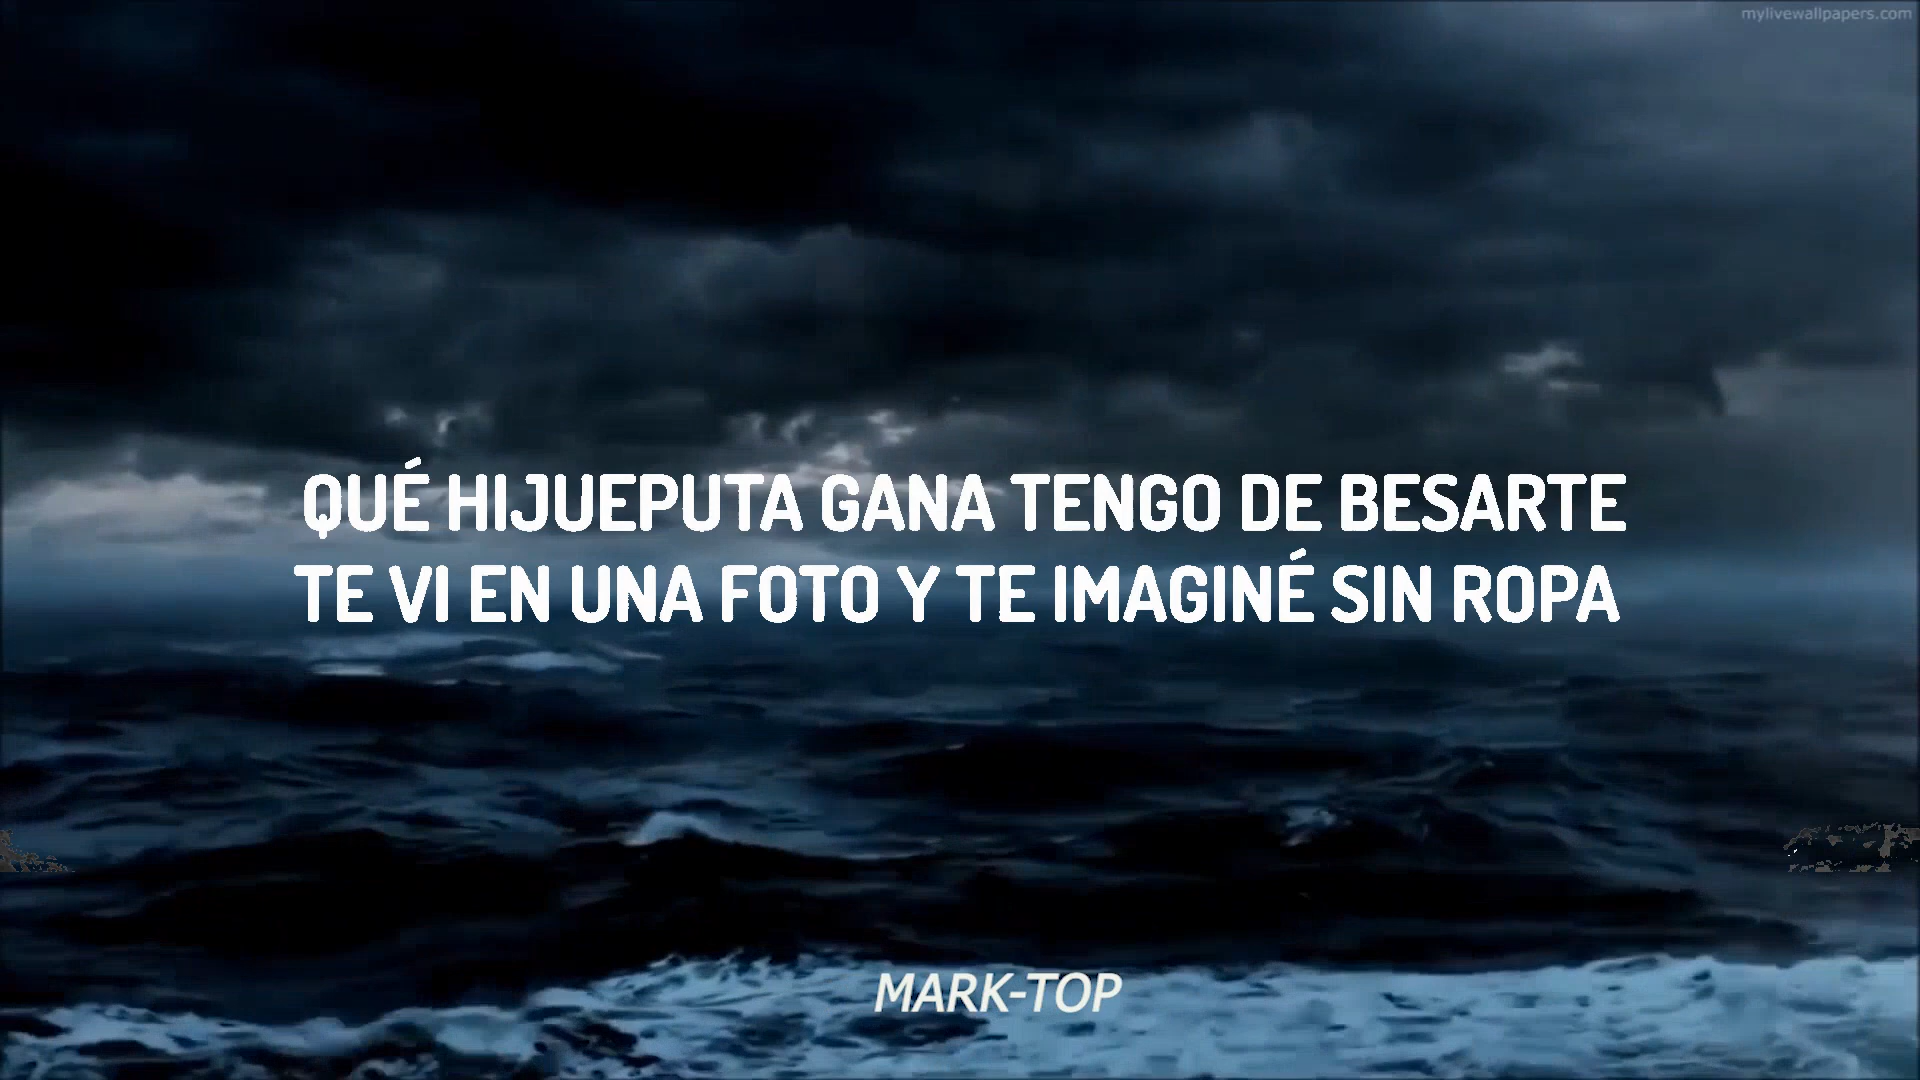 mylivewallpapers.com
QUÉ HIJUEPUTA GANA TENGO DE BESARTE
TE VI EN UNA FOTO Y TE IMAGINÉ SIN ROPA
MARK-TOP